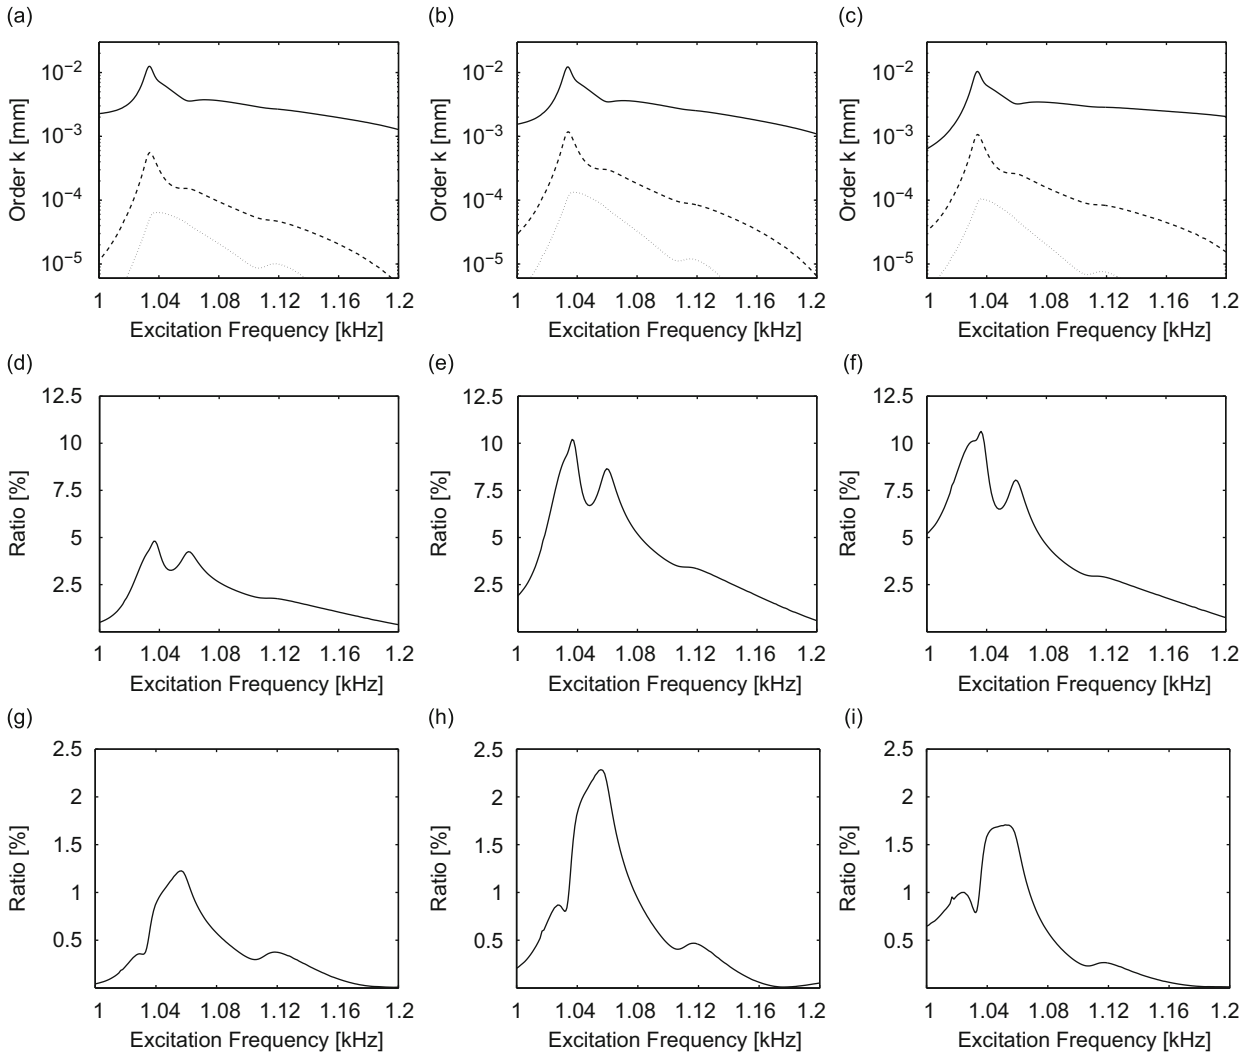 (a) (b) (c)
Order k [mm] 10⁻² 10⁻³ 10⁻⁴ 10⁻⁵
1 1.04 1.08 1.12 1.16 1.2
Excitation Frequency [kHz]
Order k [mm] 10⁻² 10⁻³ 10⁻⁴ 10⁻⁵
1 1.04 1.08 1.12 1.16 1.2
Excitation Frequency [kHz]
Order k [mm] 10⁻² 10⁻³ 10⁻⁴ 10⁻⁵
1 1.04 1.08 1.12 1.16 1.2
Excitation Frequency [kHz]
(d) (e) (f)
Ratio [%] 12.5 10 7.5 5 2.5
1 1.04 1.08 1.12 1.16 1.2
Excitation Frequency [kHz]
Ratio [%] 12.5 10 7.5 5 2.5
1 1.04 1.08 1.12 1.16 1.2
Excitation Frequency [kHz]
Ratio [%] 12.5 10 7.5 5 2.5
1 1.04 1.08 1.12 1.16 1.2
Excitation Frequency [kHz]
(g) (h) (i)
Ratio [%] 2.5 2 1.5 1 0.5
1 1.04 1.08 1.12 1.16 1.2
Excitation Frequency [kHz]
Ratio [%] 2.5 2 1.5 1 0.5
1 1.04 1.08 1.12 1.16 1.2
Excitation Frequency [kHz]
Ratio [%] 2.5 2 1.5 1 0.5
1 1.04 1.08 1.12 1.16 1.2
Excitation Frequency [kHz]